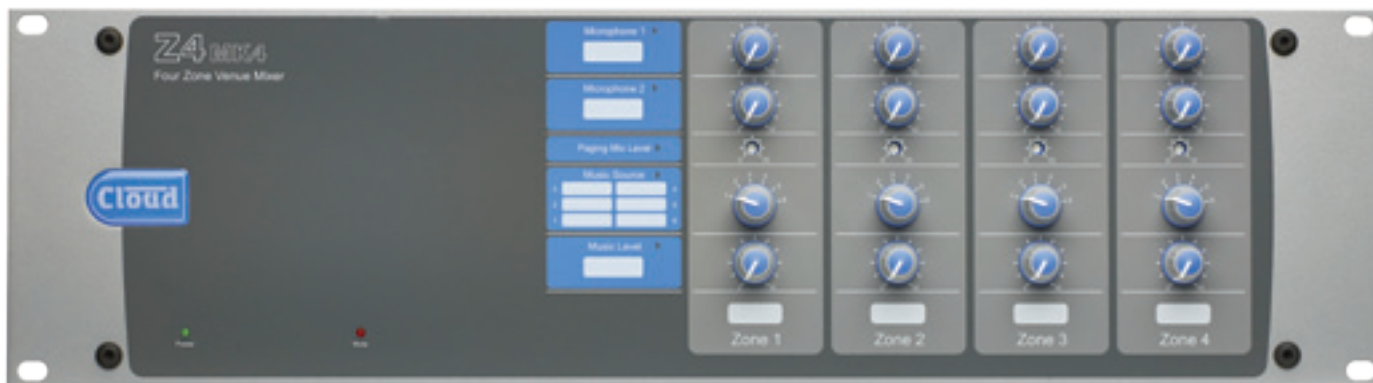 Z4 MK4
Four Zone Venue Mixer
Cloud
Microphone 1
Microphone 2
Paging Mic Level
Music Source
Music Level
Power
Zone 1
Zone 2
Zone 3
Zone 4